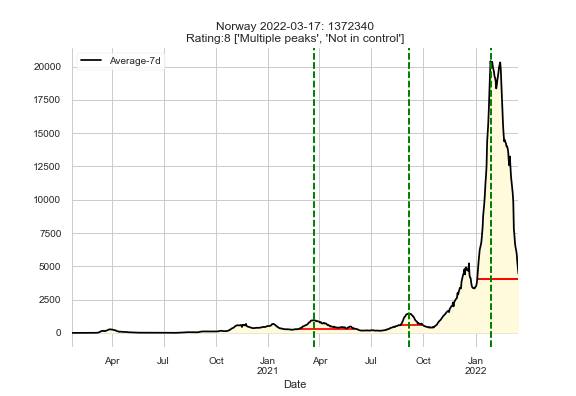 Norway 2022-03-17: 1372340
Rating:8 ['Multiple peaks', 'Not in control']
Average-7d
20000
17500
15000
12500
10000
7500
5000
2500
0
Apr Jul Oct Jan Apr Jul Oct Jan
2021 2022
Date